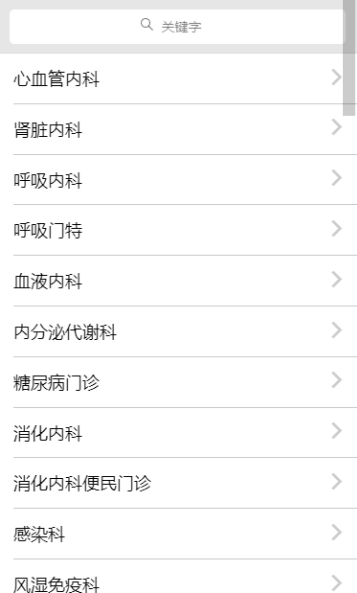 关键字
心血管内科
肾脏内科
呼吸内科
呼吸门特
血液内科
内分泌代谢科
糖尿病门诊
消化内科
消化内科便民门诊
感染科
风湿免疫科